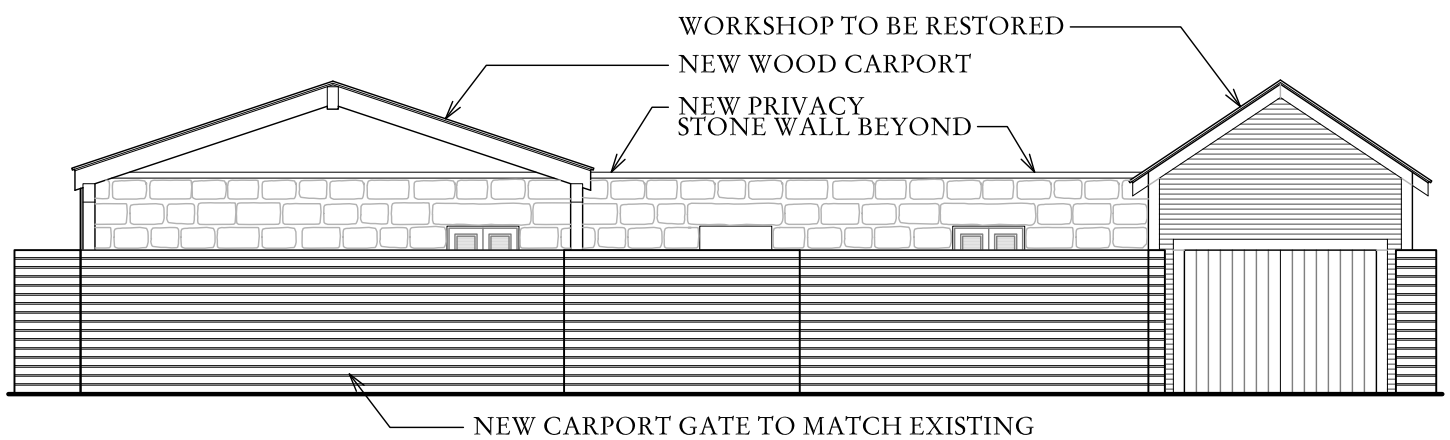 WORKSHOP TO BE RESTORED
NEW WOOD CARPORT
NEW PRIVACY
STONE WALL BEYOND
NEW CARPORT GATE TO MATCH EXISTING